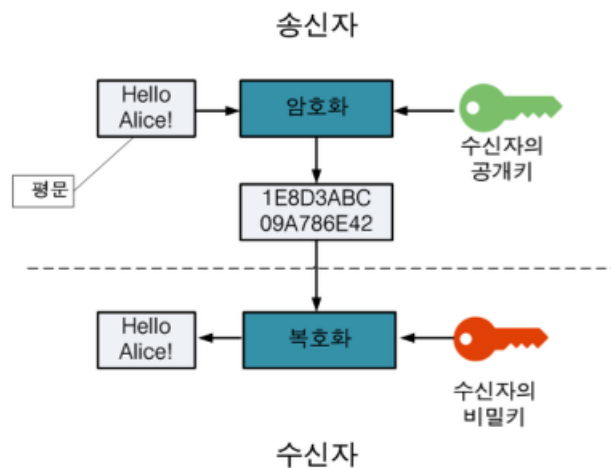 송신자
Hello
Alice!
암호화
수신자의
공개키
평문
1E8D3ABC
09A786E42
Hello
Alice!
복호화
수신자의
비밀키
수신자